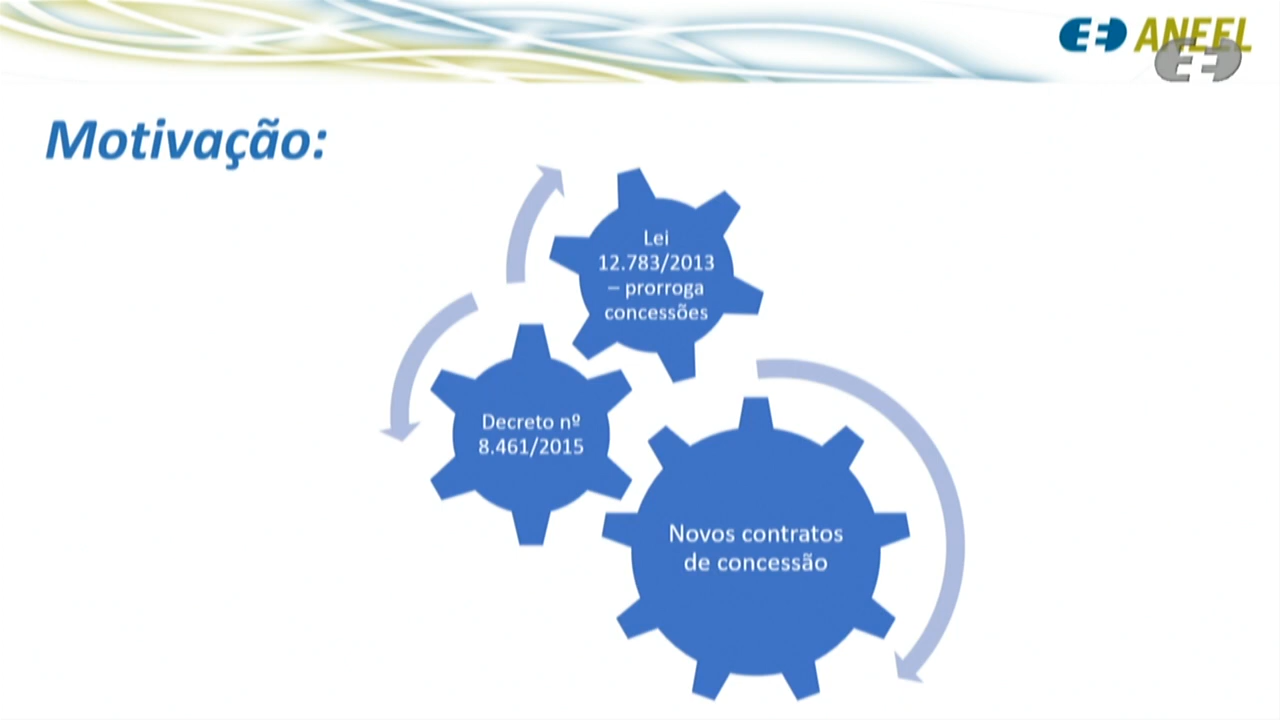 ANEEL
Motivação:
Lei
12.783/2013
– prorroga
concessões
Decreto nº
8.461/2015
Novos contratos
de concessão